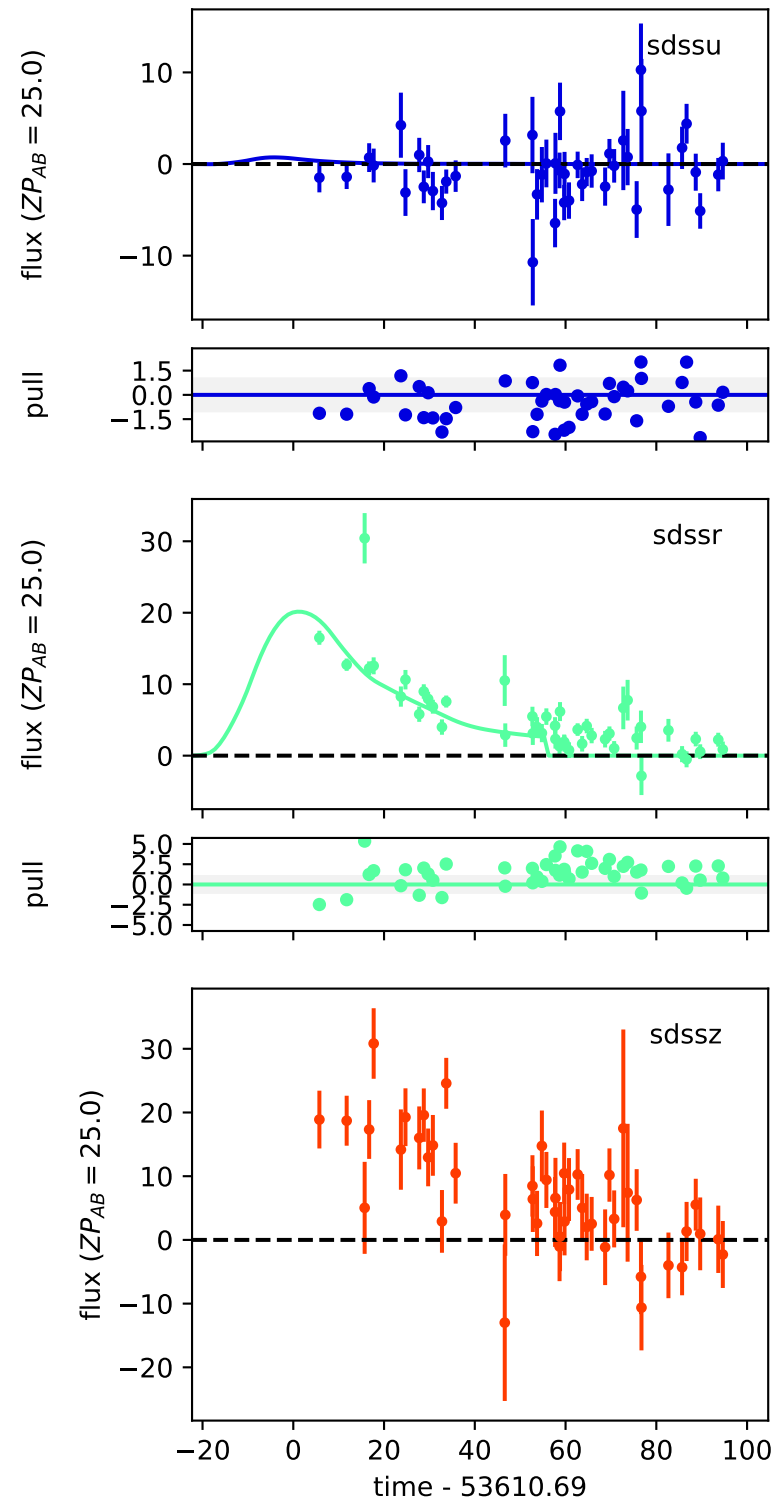 flux (ZP_AB = 25.0)
sdssu
10
0
−10
pull
1.5
0.0
−1.5
flux (ZP_AB = 25.0)
sdssr
30
20
10
0
pull
5.0
2.5
0.0
−2.5
−5.0
flux (ZP_AB = 25.0)
sdssz
30
20
10
0
−10
−20
−20 0 20 40 60 80 100
time - 53610.69